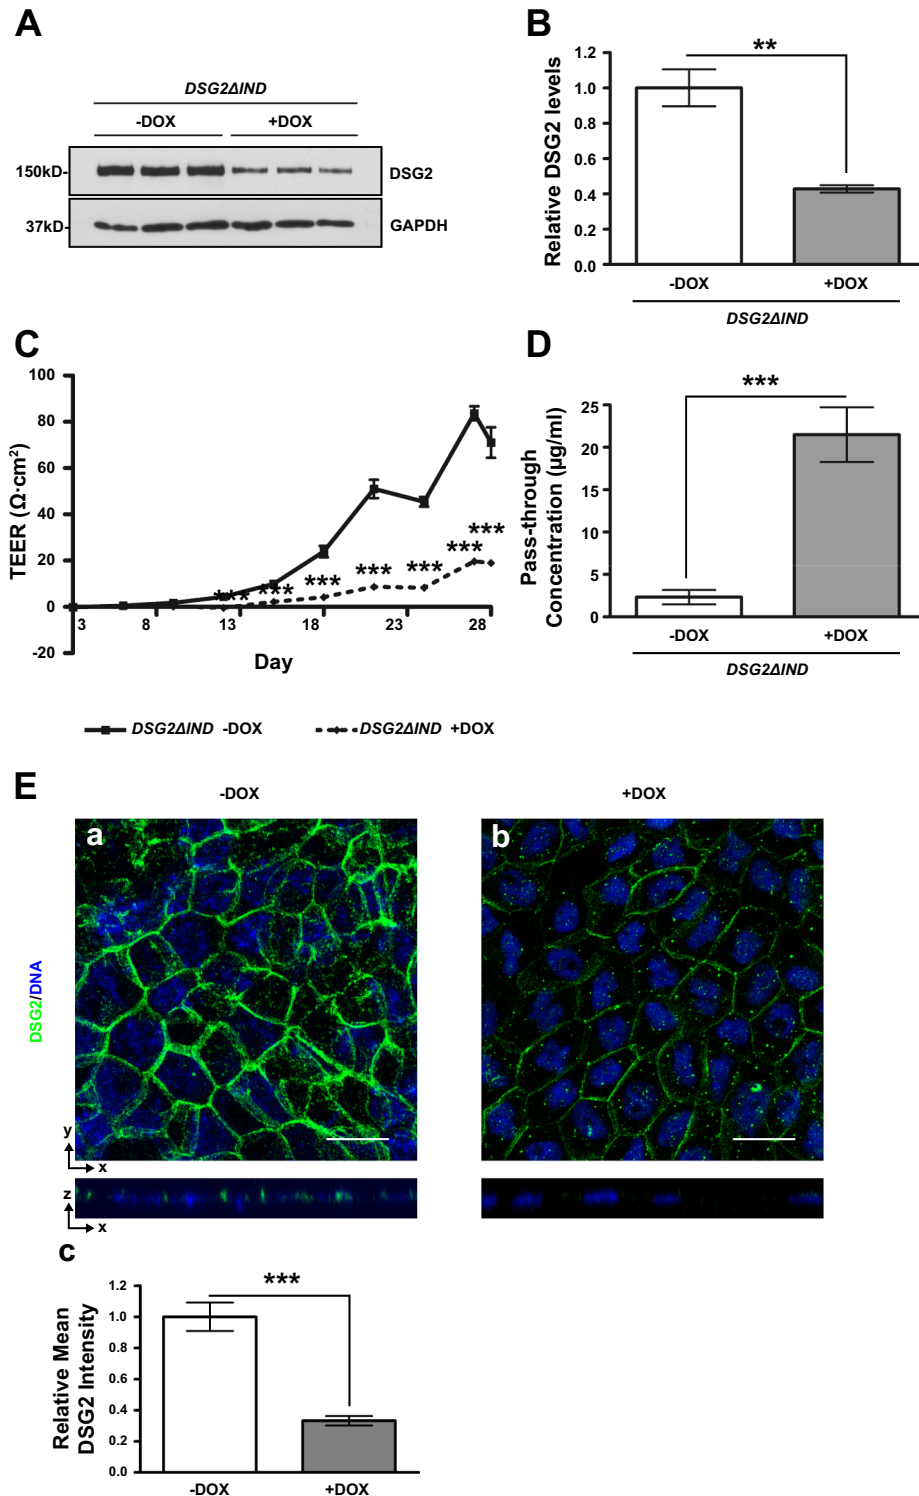 A
DSG2ΔIND
-DOX +DOX
150kD- DSG2
37kD- GAPDH
B
**
Relative DSG2 levels
1.2
1.0
0.8
0.6
0.4
0.2
0.0
-DOX +DOX
DSG2ΔIND
C
TEER (Ω·cm²)
100
80
60
40
20
0
-20
*** *** *** *** *** *** ***
3 8 13 18 23 28
Day
DSG2ΔIND -DOX DSG2ΔIND +DOX
D
***
Pass-through
Concentration (µg/ml)
25
20
15
10
5
0
-DOX +DOX
DSG2ΔIND
E
-DOX +DOX
a b
DSG2/DNA
y
x
z
x
c
***
Relative Mean
DSG2 Intensity
1.2
1.0
0.8
0.6
0.4
0.2
0.0
-DOX +DOX